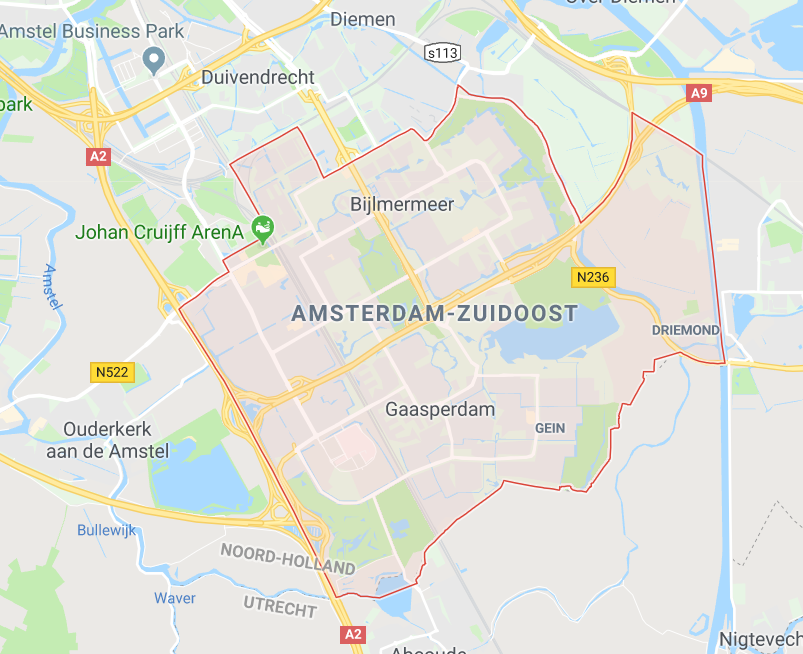 Over Diemen
Diemen
Amstel Business Park
s113
Duivendrecht
A9
park
A2
Bijlmermeer
Johan Cruijff ArenA
Amstel
N236
AMSTERDAM-ZUIDOOST
DRIEMOND
N522
Gaasperdam
Ouderkerk
aan de Amstel
GEIN
Bullewijk
NOORD-HOLLAND
Waver
UTRECHT
A2
Nigtevech